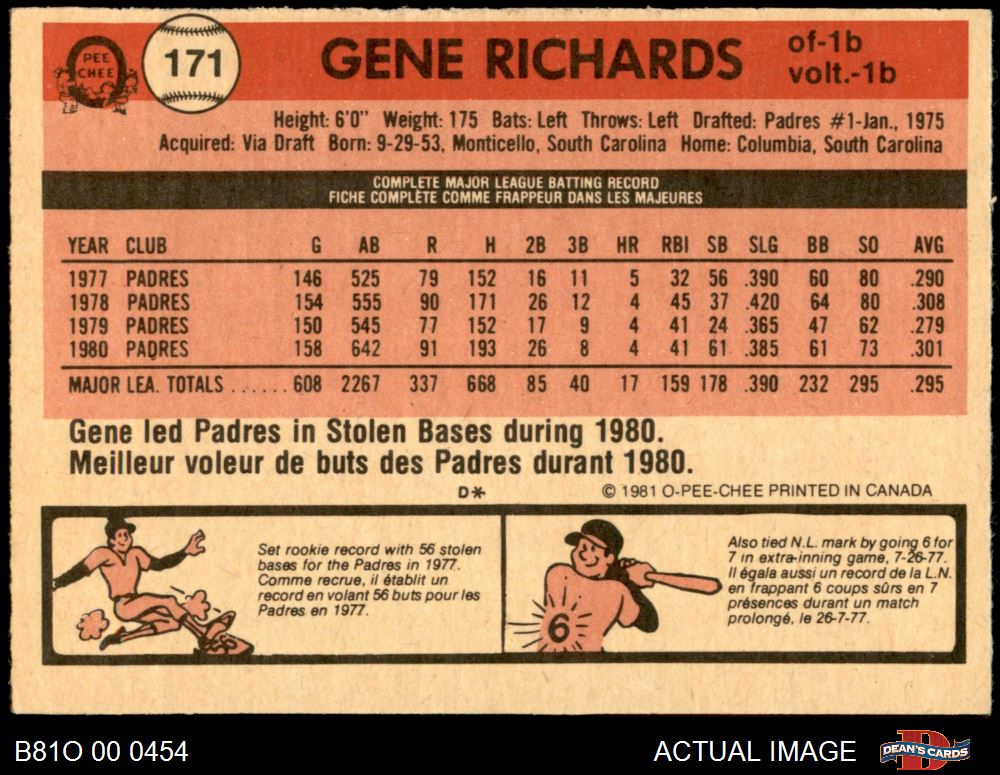 O
PEE
CHEE
171
GENE RICHARDS
of-1b
volt.-1b
Height: 6'0" Weight: 175 Bats: Left Throws: Left Drafted: Padres #1-Jan., 1975
Acquired: Via Draft Born: 9-29-53, Monticello, South Carolina Home: Columbia, South Carolina
COMPLETE MAJOR LEAGUE BATTING RECORD
FICHE COMPLÈTE COMME FRAPPEUR DANS LES MAJEURES
YEAR CLUB G AB R H 2B 3B HR RBI SB SLG BB SO AVG
1977 PADRES 146 525 79 152 16 11 5 32 56 .390 60 80 .290
1978 PADRES 154 555 90 171 26 12 4 45 37 .420 64 80 .308
1979 PADRES 150 545 77 152 17 9 4 41 24 .365 47 62 .279
1980 PADRES 158 642 91 193 26 8 4 41 61 .385 61 73 .301
MAJOR LEA. TOTALS ...... 608 2267 337 668 85 40 17 159 178 .390 232 295 .295
Gene led Padres in Stolen Bases during 1980.
Meilleur voleur de buts des Padres durant 1980.
D*
© 1981 O-PEE-CHEE PRINTED IN CANADA
Set rookie record with 56 stolen
bases for the Padres in 1977.
Comme recrue, il établit un
record en volant 56 buts pour les
Padres en 1977.
6
Also tied N.L. mark by going 6 for
7 in extra-inning game, 7-26-77.
Il égala aussi un record de la L.N.
en frappant 6 coups sûrs en 7
présences durant un match
prolongé, le 26-7-77.
B81O 00 0454
ACTUAL IMAGE
D
DEAN'S CARDS